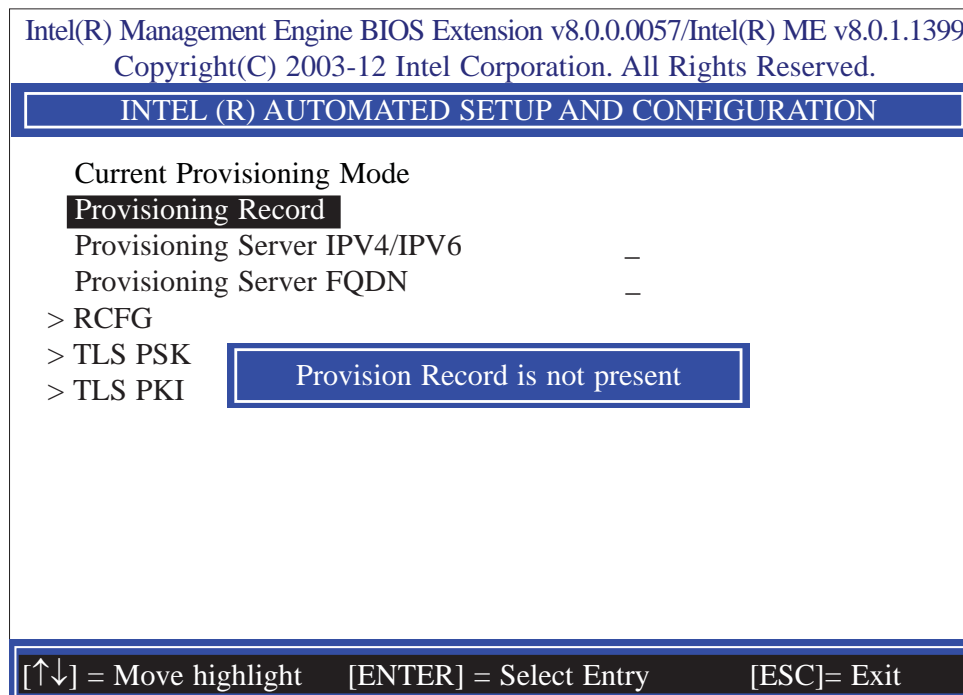 Intel(R) Management Engine BIOS Extension v8.0.0.0057/Intel(R) ME v8.0.1.1399
Copyright(C) 2003-12 Intel Corporation. All Rights Reserved.
INTEL (R) AUTOMATED SETUP AND CONFIGURATION
Current Provisioning Mode
Provisioning Record
Provisioning Server IPV4/IPV6 _
Provisioning Server FQDN _
> RCFG
> TLS PSK
> TLS PKI
Provision Record is not present
[↑↓] = Move highlight [ENTER] = Select Entry [ESC]= Exit